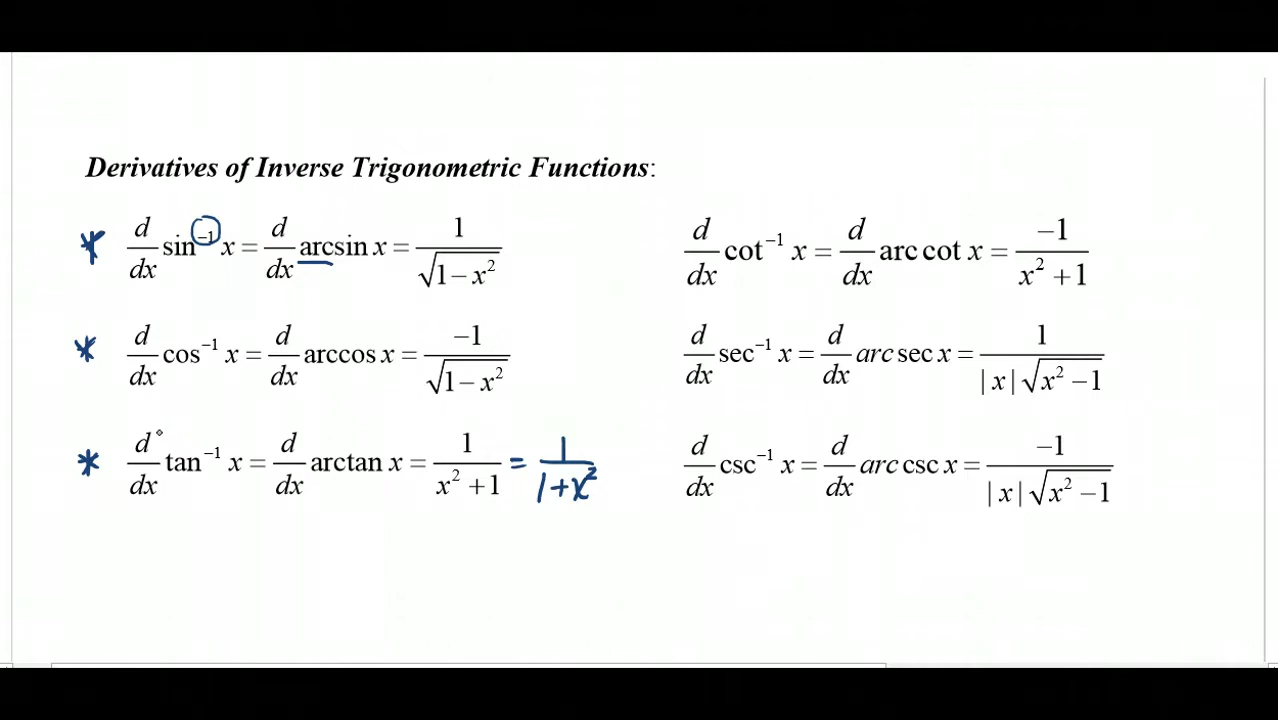 Derivatives of Inverse Trigonometric Functions:
* d/dx sin⁻¹ x = d/dx arcsin x = 1/√(1−x²)
* d/dx cos⁻¹ x = d/dx arccos x = −1/√(1−x²)
* d/dx tan⁻¹ x = d/dx arctan x = 1/(x²+1) = 1/(1+x²)
d/dx cot⁻¹ x = d/dx arc cot x = −1/(x²+1)
d/dx sec⁻¹ x = d/dx arc sec x = 1/(|x|√(x²−1))
d/dx csc⁻¹ x = d/dx arc csc x = −1/(|x|√(x²−1))